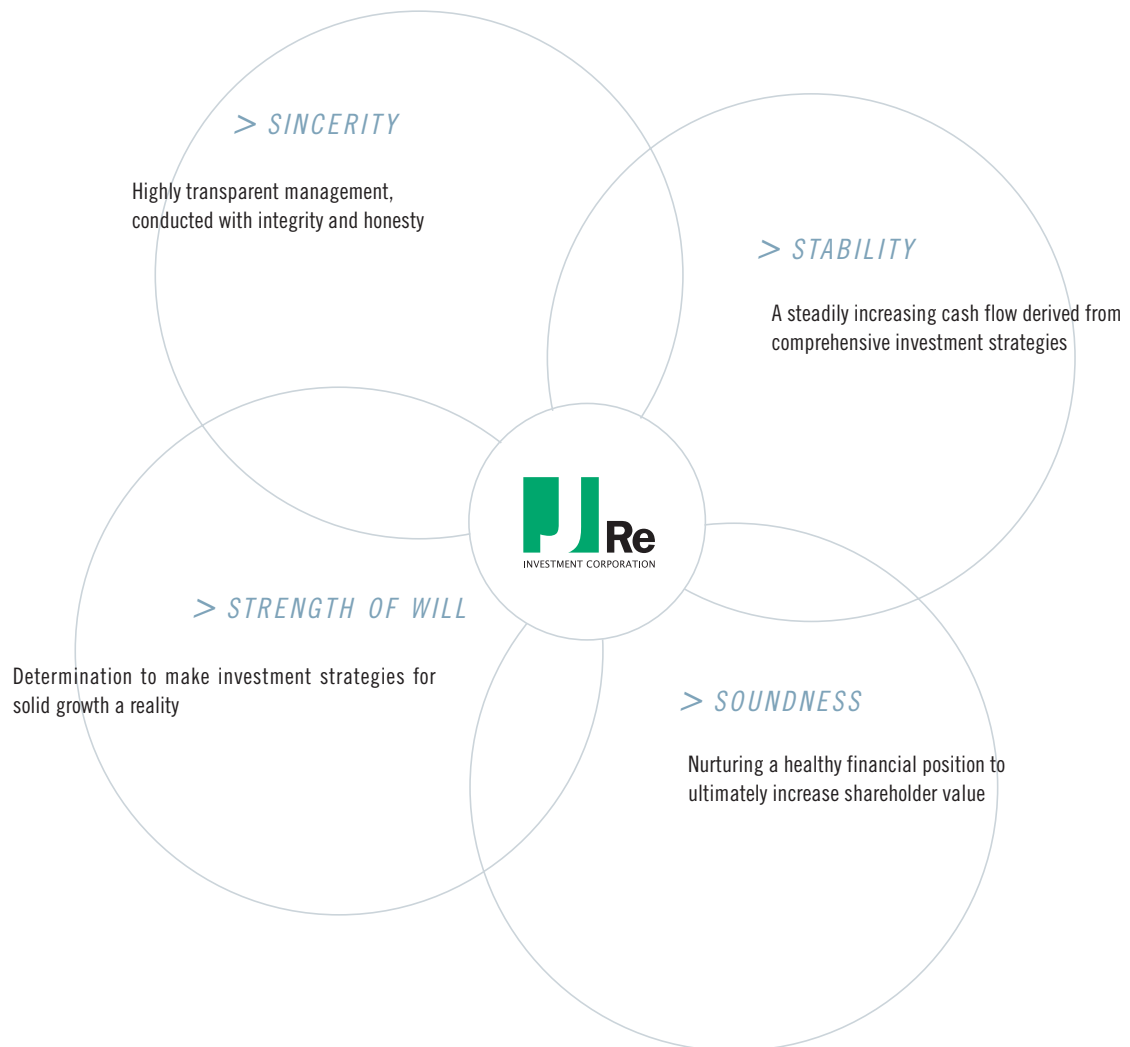 > SINCERITY
Highly transparent management,
conducted with integrity and honesty
> STABILITY
A steadily increasing cash flow derived from
comprehensive investment strategies
PJ Re
INVESTMENT CORPORATION
> STRENGTH OF WILL
Determination to make investment strategies for
solid growth a reality
> SOUNDNESS
Nurturing a healthy financial position to
ultimately increase shareholder value